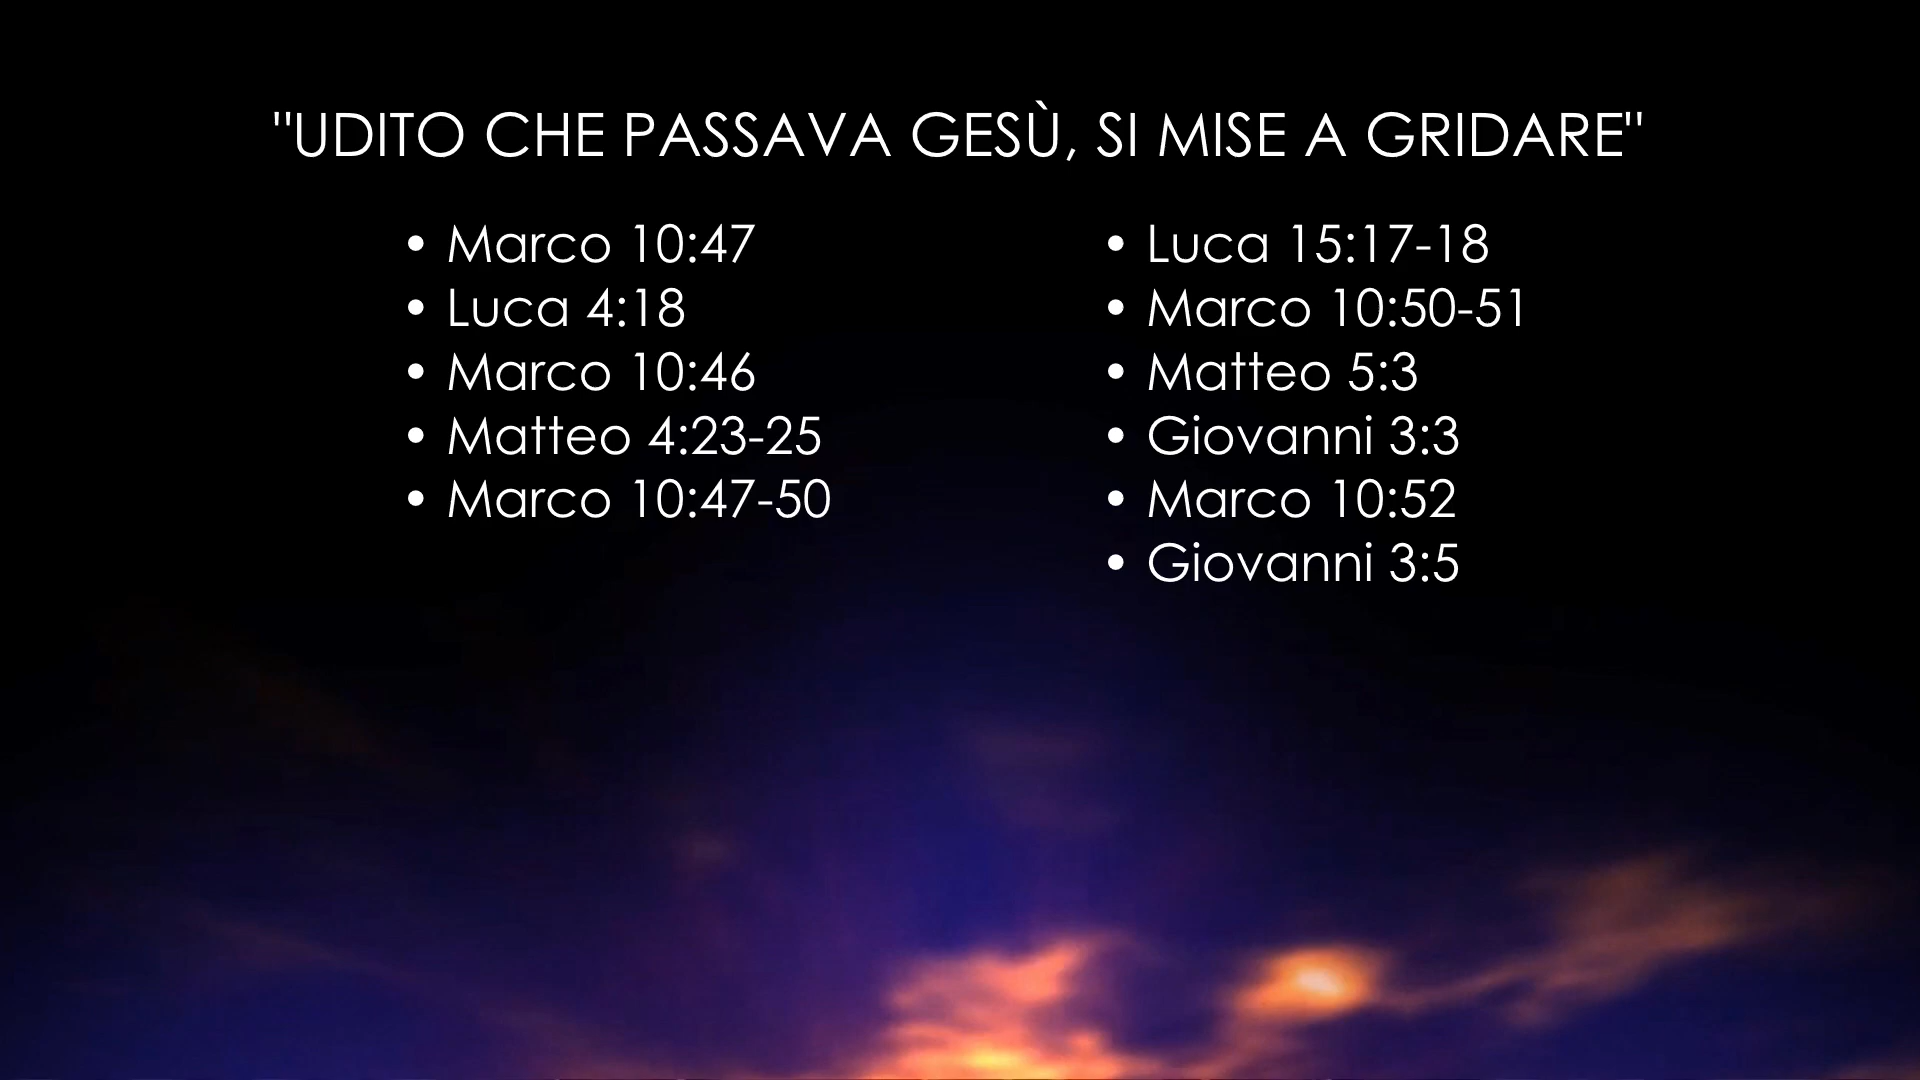 "UDITO CHE PASSAVA GESÙ, SI MISE A GRIDARE"
• Marco 10:47
• Luca 4:18
• Marco 10:46
• Matteo 4:23-25
• Marco 10:47-50
• Luca 15:17-18
• Marco 10:50-51
• Matteo 5:3
• Giovanni 3:3
• Marco 10:52
• Giovanni 3:5